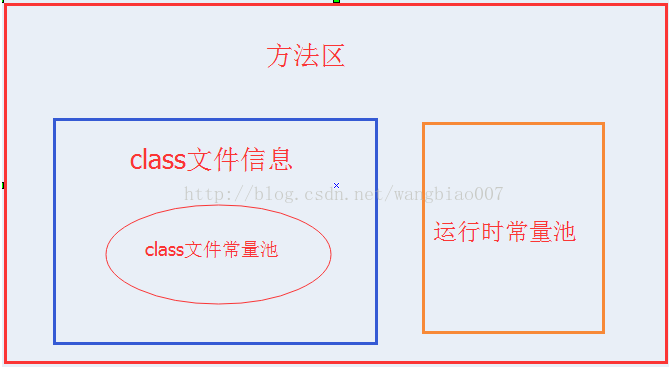 方法区
class文件信息
http://blog.csdn.net/wangbiao007
class文件常量池
运行时常量池